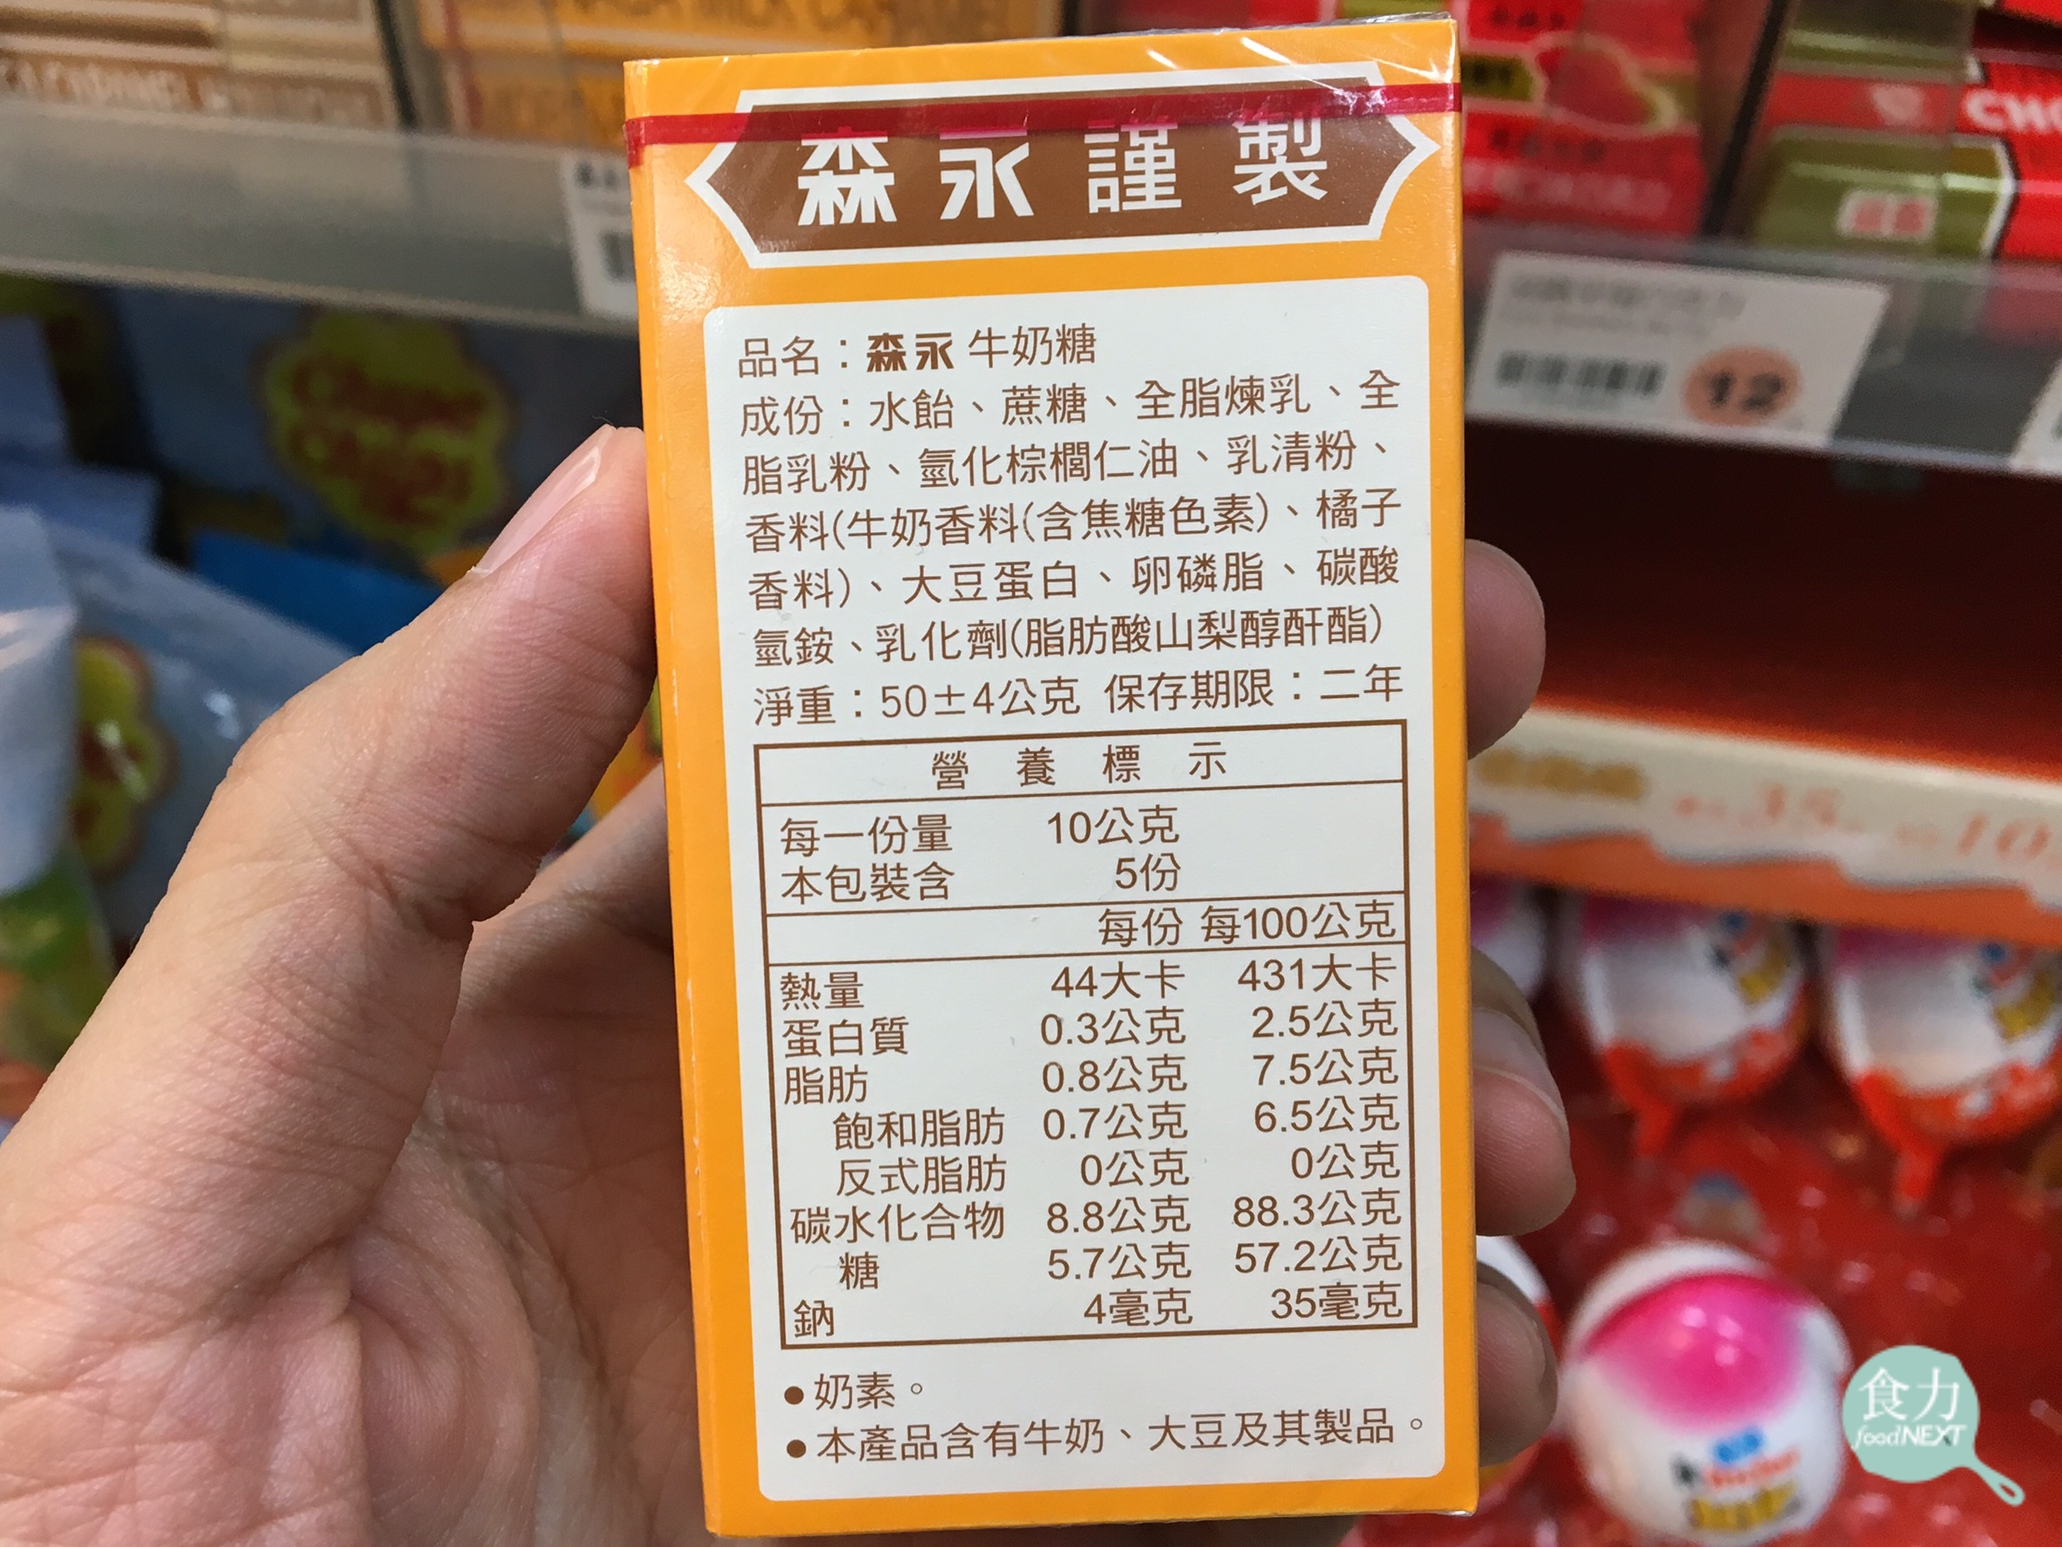 森永謹製
品名：森永 牛奶糖
成份：水飴、蔗糖、全脂煉乳、全
脂乳粉、氫化棕櫚仁油、乳清粉、
香料(牛奶香料(含焦糖色素)、橘子
香料)、大豆蛋白、卵磷脂、碳酸
氫銨、乳化劑(脂肪酸山梨醇酐酯)
淨重：50±4公克 保存期限：二年
營養標示
每一份量 10公克
本包裝含 5份
每份 每100公克
熱量 44大卡 431大卡
蛋白質 0.3公克 2.5公克
脂肪 0.8公克 7.5公克
飽和脂肪 0.7公克 6.5公克
反式脂肪 0公克 0公克
碳水化合物 8.8公克 88.3公克
糖 5.7公克 57.2公克
鈉 4毫克 35毫克
●奶素。
●本產品含有牛奶、大豆及其製品。
12
Chupa
Chups
35
10
食力
foodNEXT